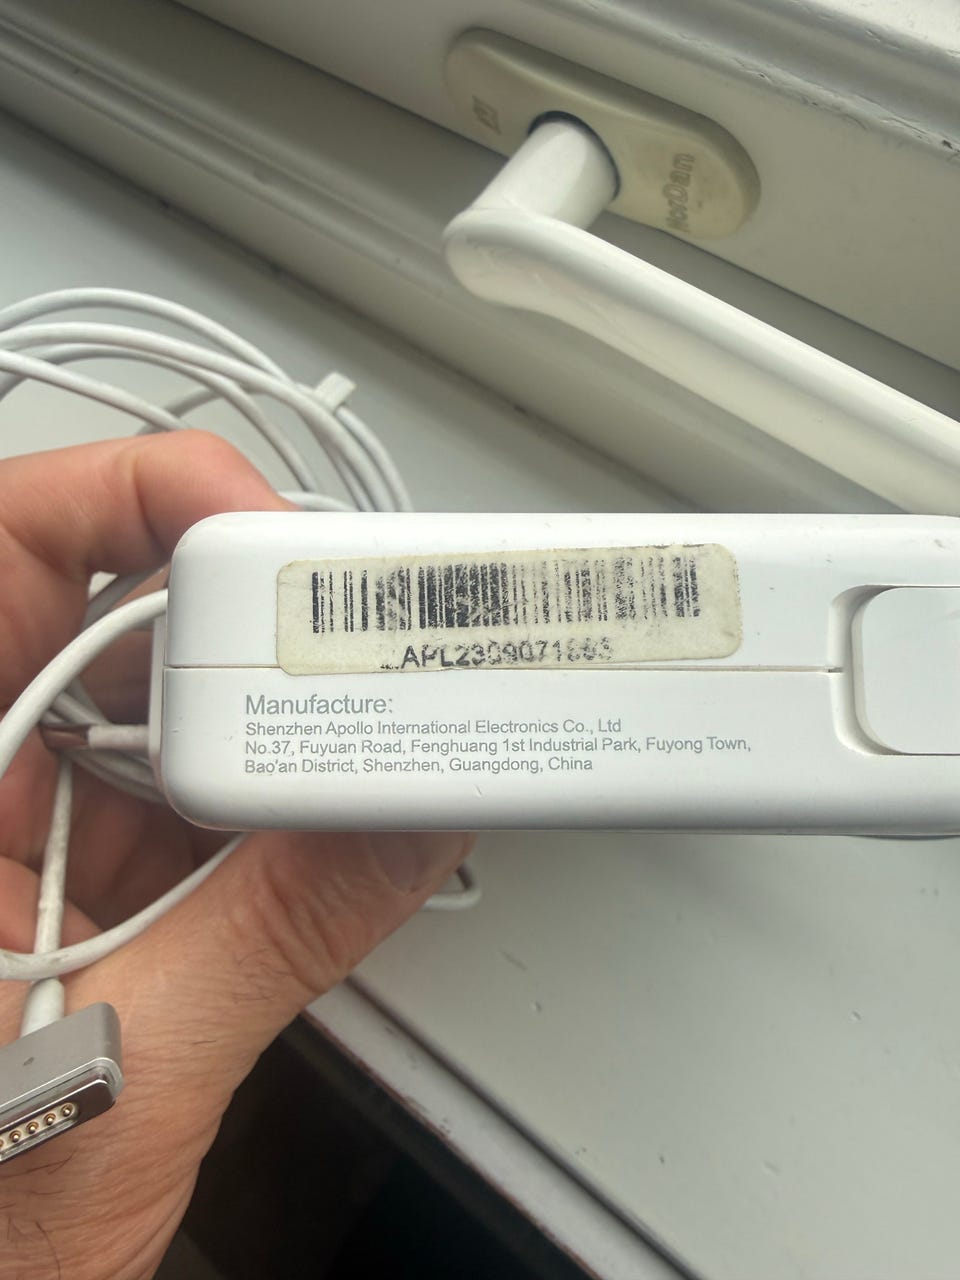 NorDan
Manufacture:
Shenzhen Apollo International Electronics Co., Ltd
No.37, Fuyuan Road, Fenghuang 1st Industrial Park, Fuyong Town,
Bao'an District, Shenzhen, Guangdong, China